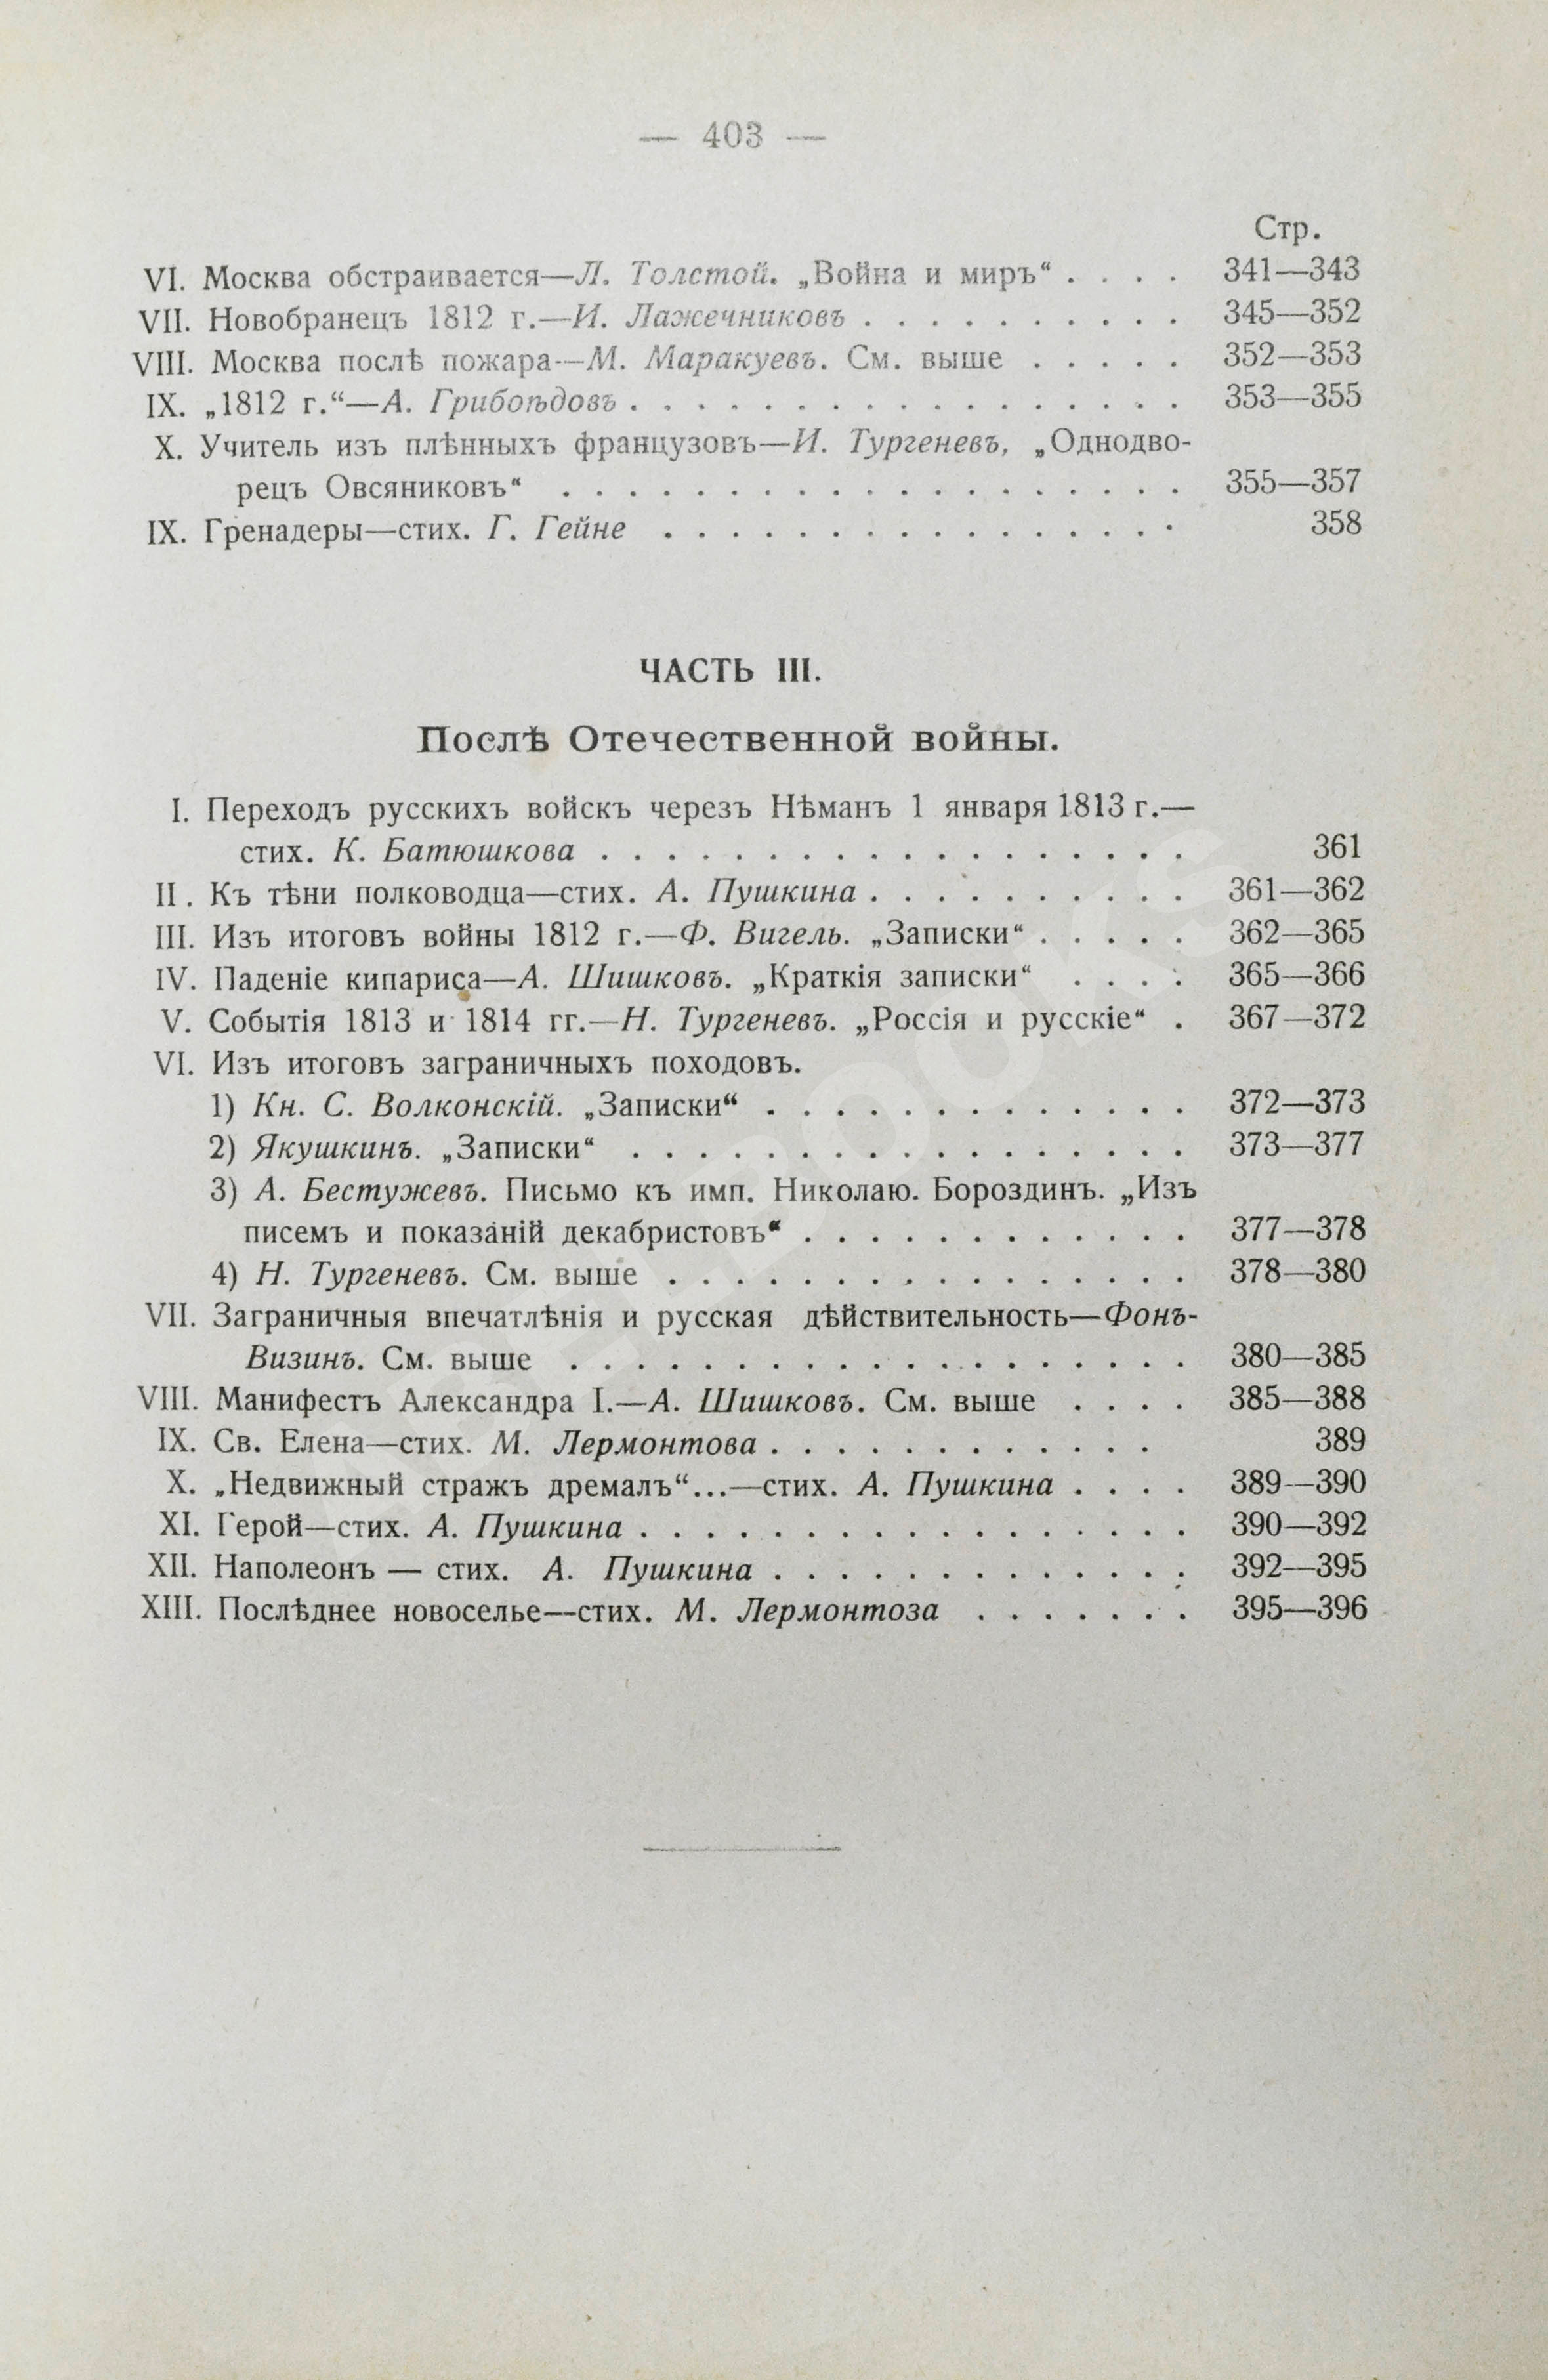 — 403 —
Стр.
VI. Москва обстраивается—Л. Толстой. „Война и миръ“ . . . . 341—343
VII. Новобранецъ 1812 г.—И. Лажечниковъ . . . . . . . . . . 345—352
VIII. Москва послѣ пожара—М. Маракуевъ. См. выше . . . . . 352—353
IX. „1812 г.“—А. Грибоѣдовъ . . . . . . . . . . . . . . . . . 353—355
X. Учитель изъ плѣнныхъ французовъ—И. Тургеневъ, „Однодво-
рецъ Овсяниковъ“ . . . . . . . . . . . . . . . . . . . 355—357
IX. Гренадеры—стих. Г. Гейне . . . . . . . . . . . . . . . . 358
ЧАСТЬ III.
Послѣ Отечественной войны.
I. Переходъ русскихъ войскъ черезъ Нѣманъ 1 января 1813 г.—
стих. К. Батюшкова . . . . . . . . . . . . . . . . . . 361
II. Къ тѣни полководца—стих. А. Пушкина . . . . . . . . . . 361—362
III. Изъ итоговъ войны 1812 г.—Ф. Вигель. „Записки“ . . . . . 362—365
IV. Паденіе кипариса—А. Шишковъ. „Краткія записки“ . . . . 365—366
V. Событія 1813 и 1814 гг.—Н. Тургеневъ. „Россія и русскіе“ . 367—372
VI. Изъ итоговъ заграничныхъ походовъ.
1) Кн. С. Волконскій. „Записки“ . . . . . . . . . . . . . 372—373
2) Якушкинъ. „Записки“ . . . . . . . . . . . . . . . . . 373—377
3) А. Бестужевъ. Письмо къ имп. Николаю. Бороздинъ. „Изъ
писемъ и показаній декабристовъ“ . . . . . . . . . . . . 377—378
4) Н. Тургеневъ. См. выше . . . . . . . . . . . . . . . . 378—380
VII. Заграничныя впечатлѣнія и русская дѣйствительность—Фонъ-
Визинъ. См. выше . . . . . . . . . . . . . . . . . . . 380—385
VIII. Манифестъ Александра I.—А. Шишковъ. См. выше . . . . 385—388
IX. Св. Елена—стих. М. Лермонтова . . . . . . . . . . . . 389
X. „Недвижный стражъ дремалъ“...—стих. А. Пушкина . . . . 389—390
XI. Герой—стих. А. Пушкина . . . . . . . . . . . . . . . . . 390—392
XII. Наполеонъ — стих. А. Пушкина . . . . . . . . . . . . . 392—395
XIII. Послѣднее новоселье—стих. М. Лермонтоза . . . . . . . 395—396